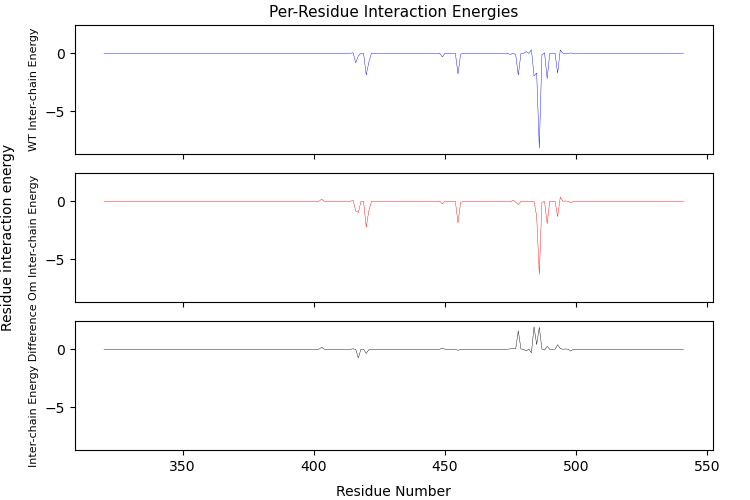 Per-Residue Interaction Energies
Residue interaction energy
WT Inter-chain Energy
0
−5
Om Inter-chain Energy
0
−5
Inter-chain Energy Difference
0
−5
350
400
450
500
550
Residue Number